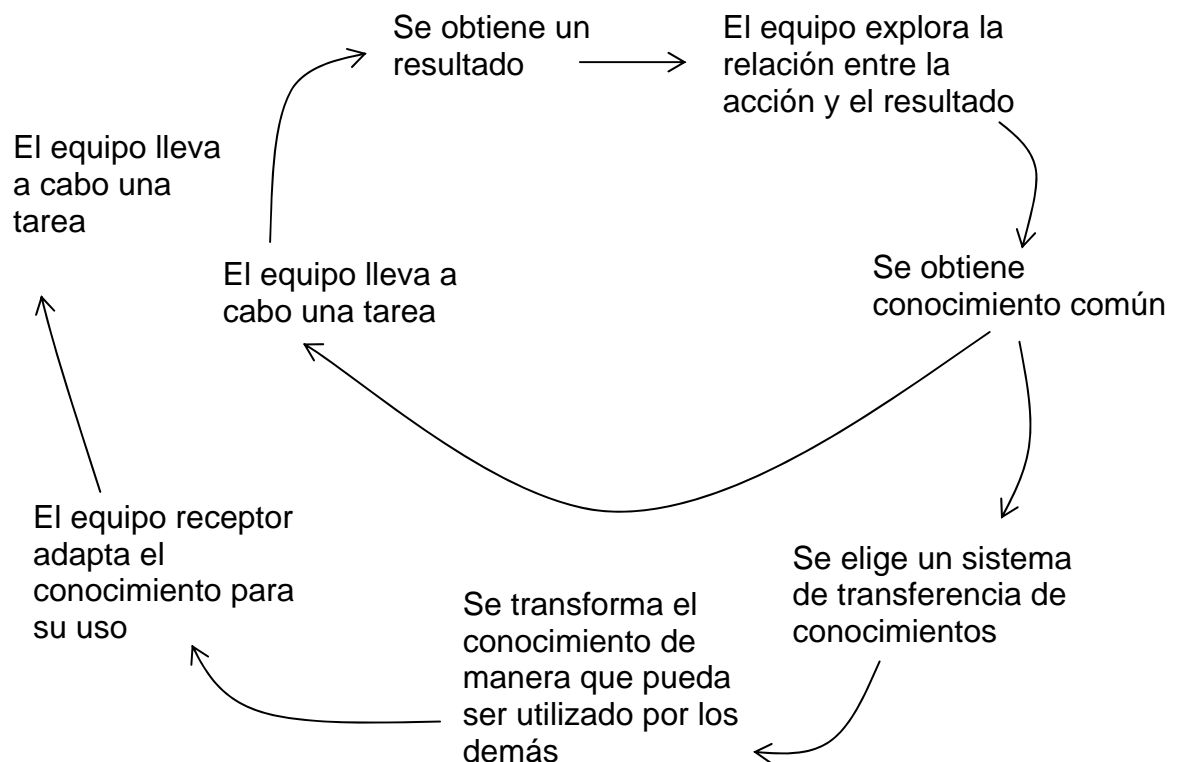 Se obtiene un
resultado
El equipo explora la
relación entre la
acción y el resultado
El equipo lleva
a cabo una
tarea
El equipo lleva a
cabo una tarea
Se obtiene
conocimiento común
Se elige un sistema
de transferencia de
conocimientos
Se transforma el
conocimiento de
manera que pueda
ser utilizado por los
demás
El equipo receptor
adapta el
conocimiento para
su uso